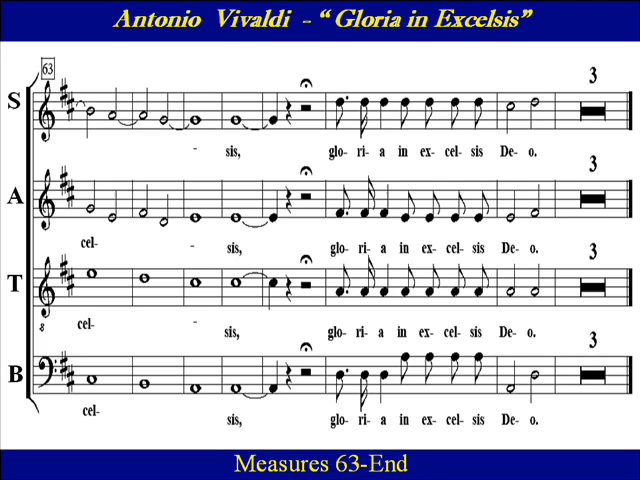 Antonio Vivaldi - “Gloria in Excelsis”
63
3
S
- sis, glo- ri- a in ex- cel- sis De- o.
3
A
cel- - sis, glo- ri- a in ex- cel- sis De- o.
3
T
8
cel- - sis, glo- ri- a in ex- cel- sis De- o.
3
B
cel- sis, glo- ri- a in ex- cel- sis De- o.
Measures 63-End